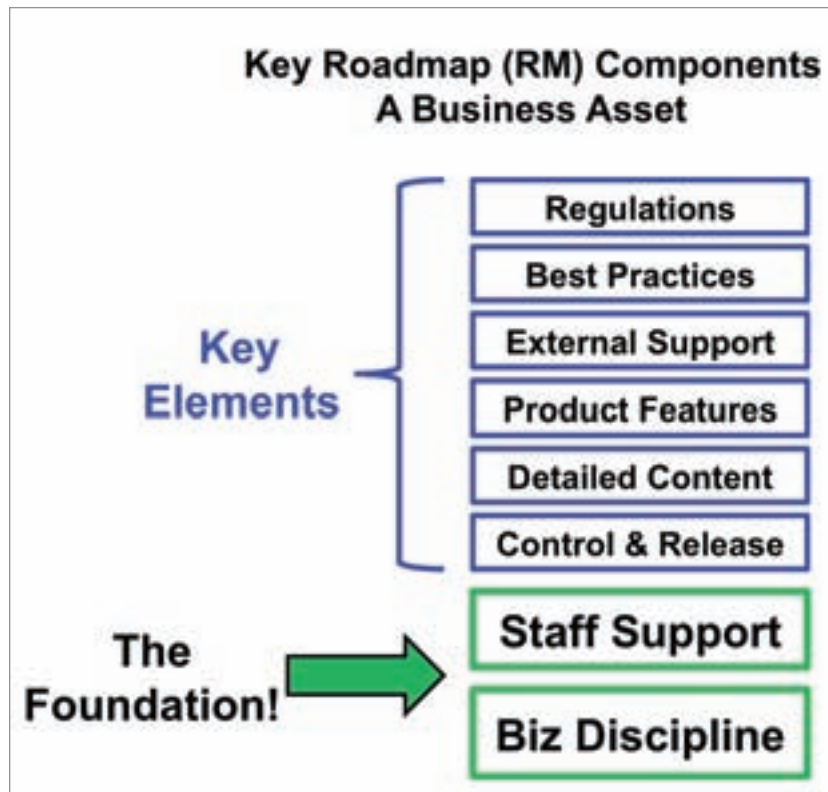 Key Roadmap (RM) Components
A Business Asset
Key
Elements
Regulations
Best Practices
External Support
Product Features
Detailed Content
Control & Release
The
Foundation!
Staff Support
Biz Discipline